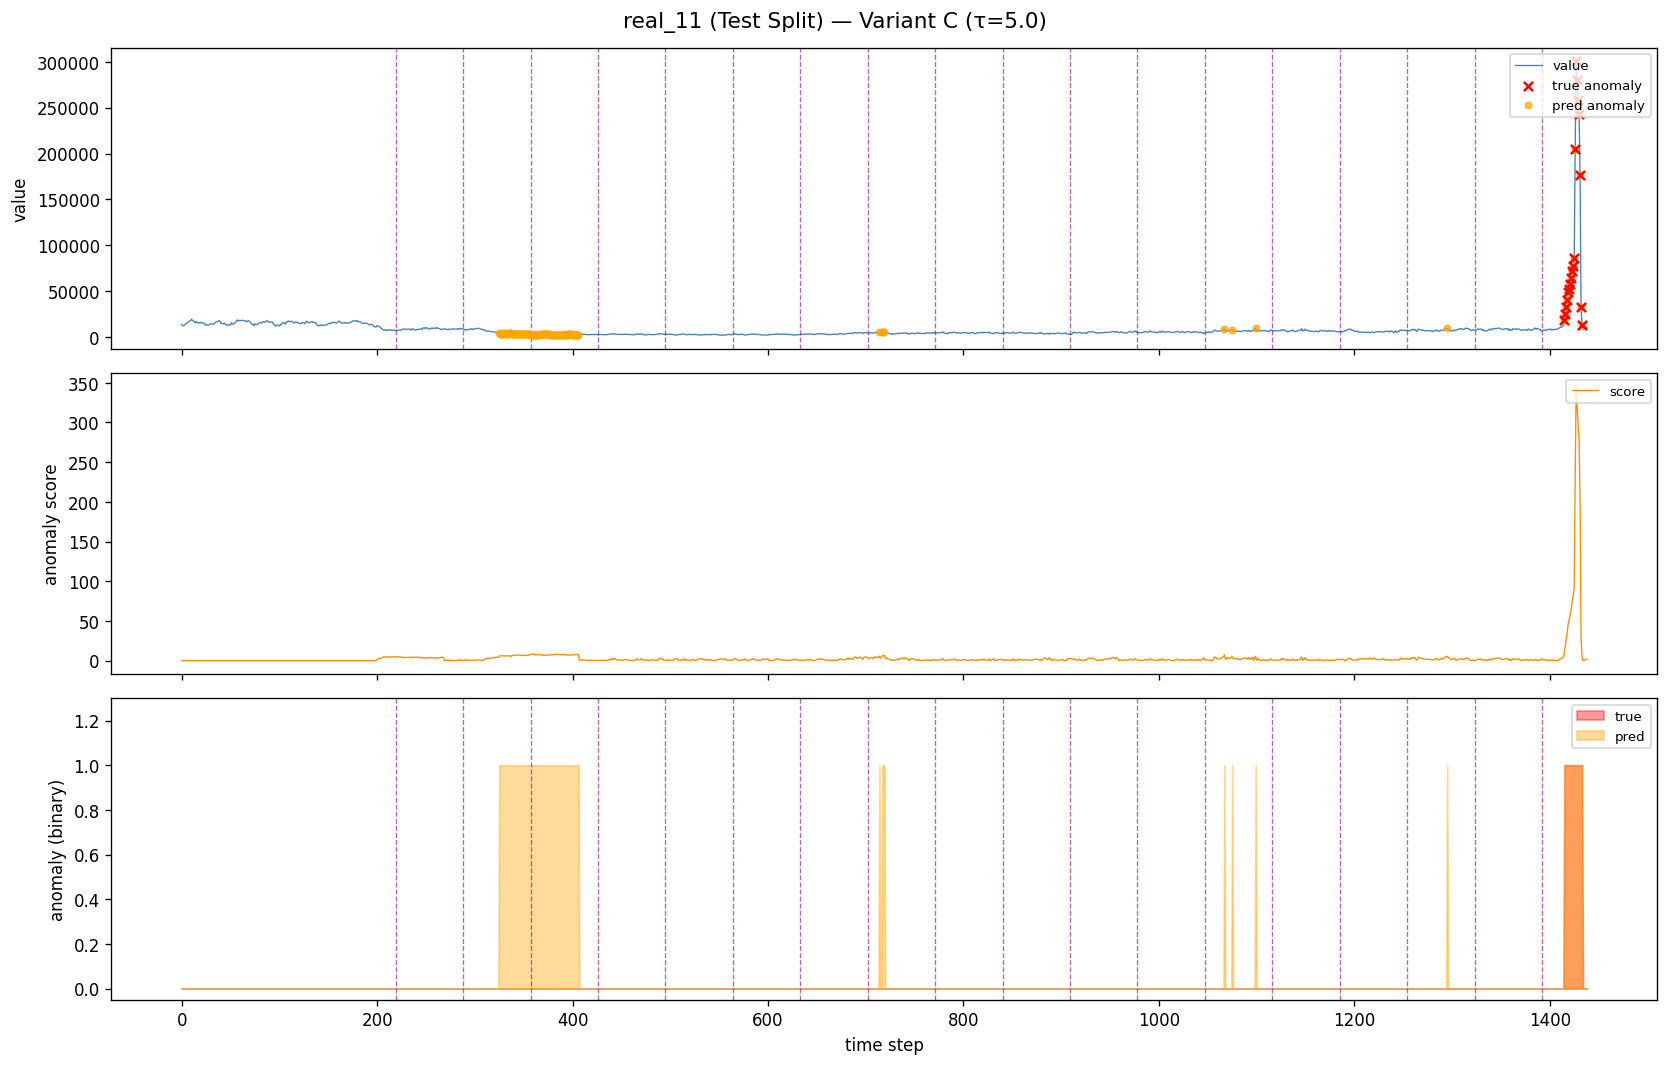 real_11 (Test Split) — Variant C (τ=5.0)
300000
250000
200000
150000
100000
50000
0
value
value
true anomaly
pred anomaly
350
300
250
200
150
100
50
0
anomaly score
score
1.2
1.0
0.8
0.6
0.4
0.2
0.0
anomaly (binary)
true
pred
0 200 400 600 800 1000 1200 1400
time step